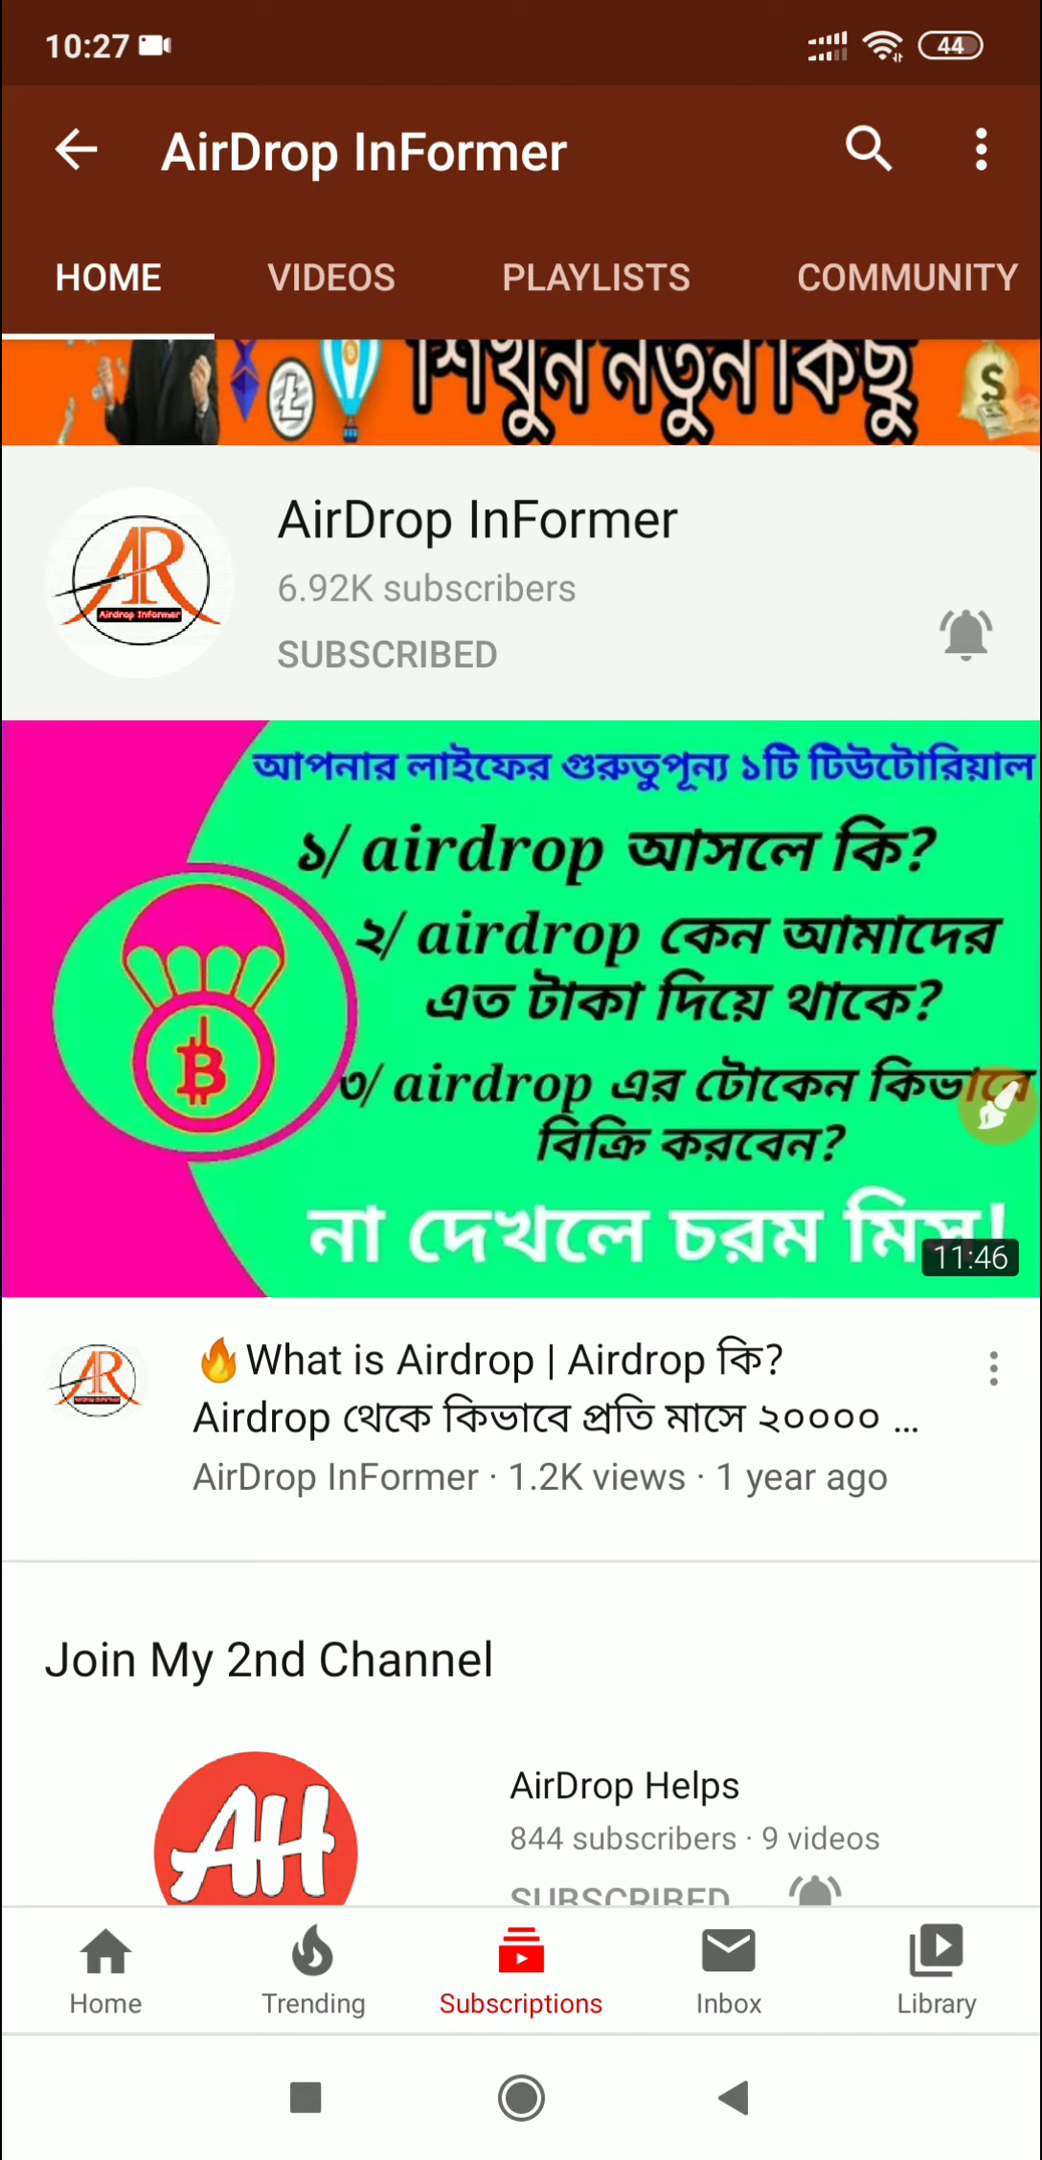 10:27
44
AirDrop InFormer
HOME VIDEOS PLAYLISTS COMMUNITY
শিখুন নতুন কিছু
Airdrop Informer
AirDrop InFormer
6.92K subscribers
SUBSCRIBED
আপনার লাইফের গুরুত্বপূন্য ১টি টিউটোরিয়াল
১/ airdrop আসলে কি?
২/ airdrop কেন আমাদের
এত টাকা দিয়ে থাকে?
৩/ airdrop এর টোকেন কিভাবে
বিক্রি করবেন?
না দেখলে চরম মিস!
11:46
🔥What is Airdrop | Airdrop কি?
Airdrop থেকে কিভাবে প্রতি মাসে ২০০০০ ...
AirDrop InFormer · 1.2K views · 1 year ago
Join My 2nd Channel
AH
AirDrop Helps
844 subscribers · 9 videos
SUBSCRIBED
Home Trending Subscriptions Inbox Library